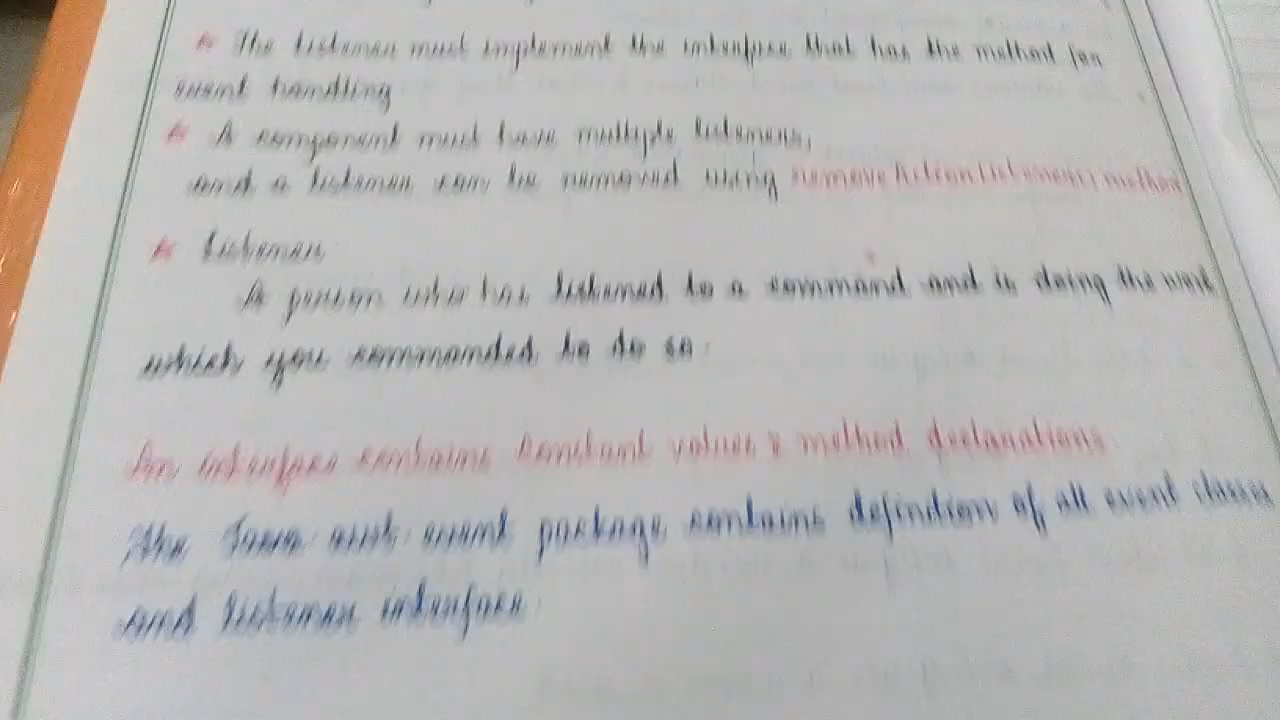 * The listener must implement the interface that has the method for
event handling
* A component must have multiple listeners,
and a listener can be removed using removeActionListener() method
* Listener
A person who has listened to a command and is doing the work
which you commanded to do so.
An interface contains constant values & method declarations.
The Java.awt.event package contains definition of all event classes
and listener interface.